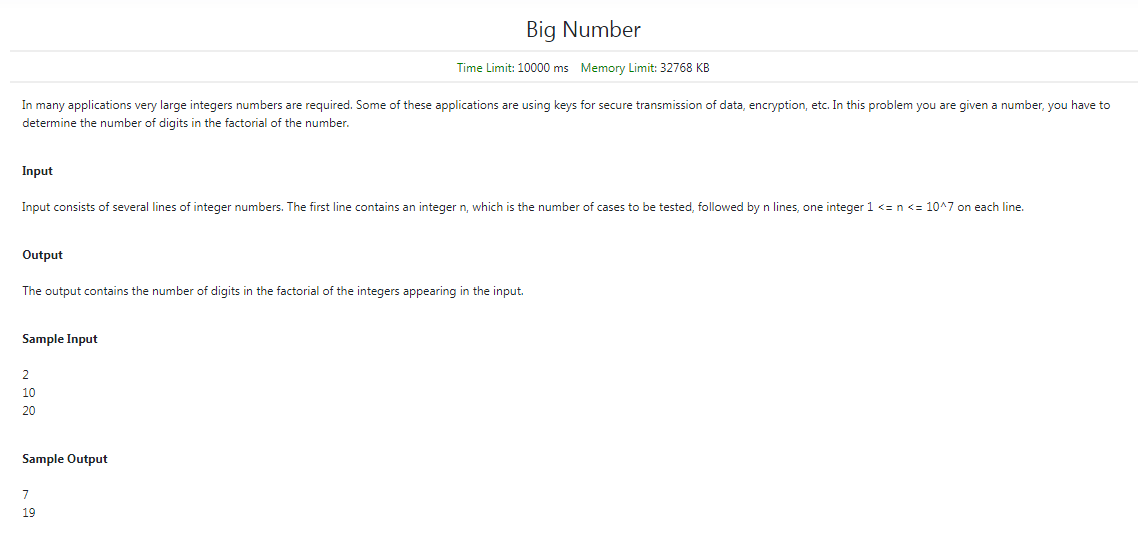 Big Number
Time Limit: 10000 ms Memory Limit: 32768 KB
In many applications very large integers numbers are required. Some of these applications are using keys for secure transmission of data, encryption, etc. In this problem you are given a number, you have to
determine the number of digits in the factorial of the number.
Input
Input consists of several lines of integer numbers. The first line contains an integer n, which is the number of cases to be tested, followed by n lines, one integer 1 <= n <= 10^7 on each line.
Output
The output contains the number of digits in the factorial of the integers appearing in the input.
Sample Input
2
10
20
Sample Output
7
19